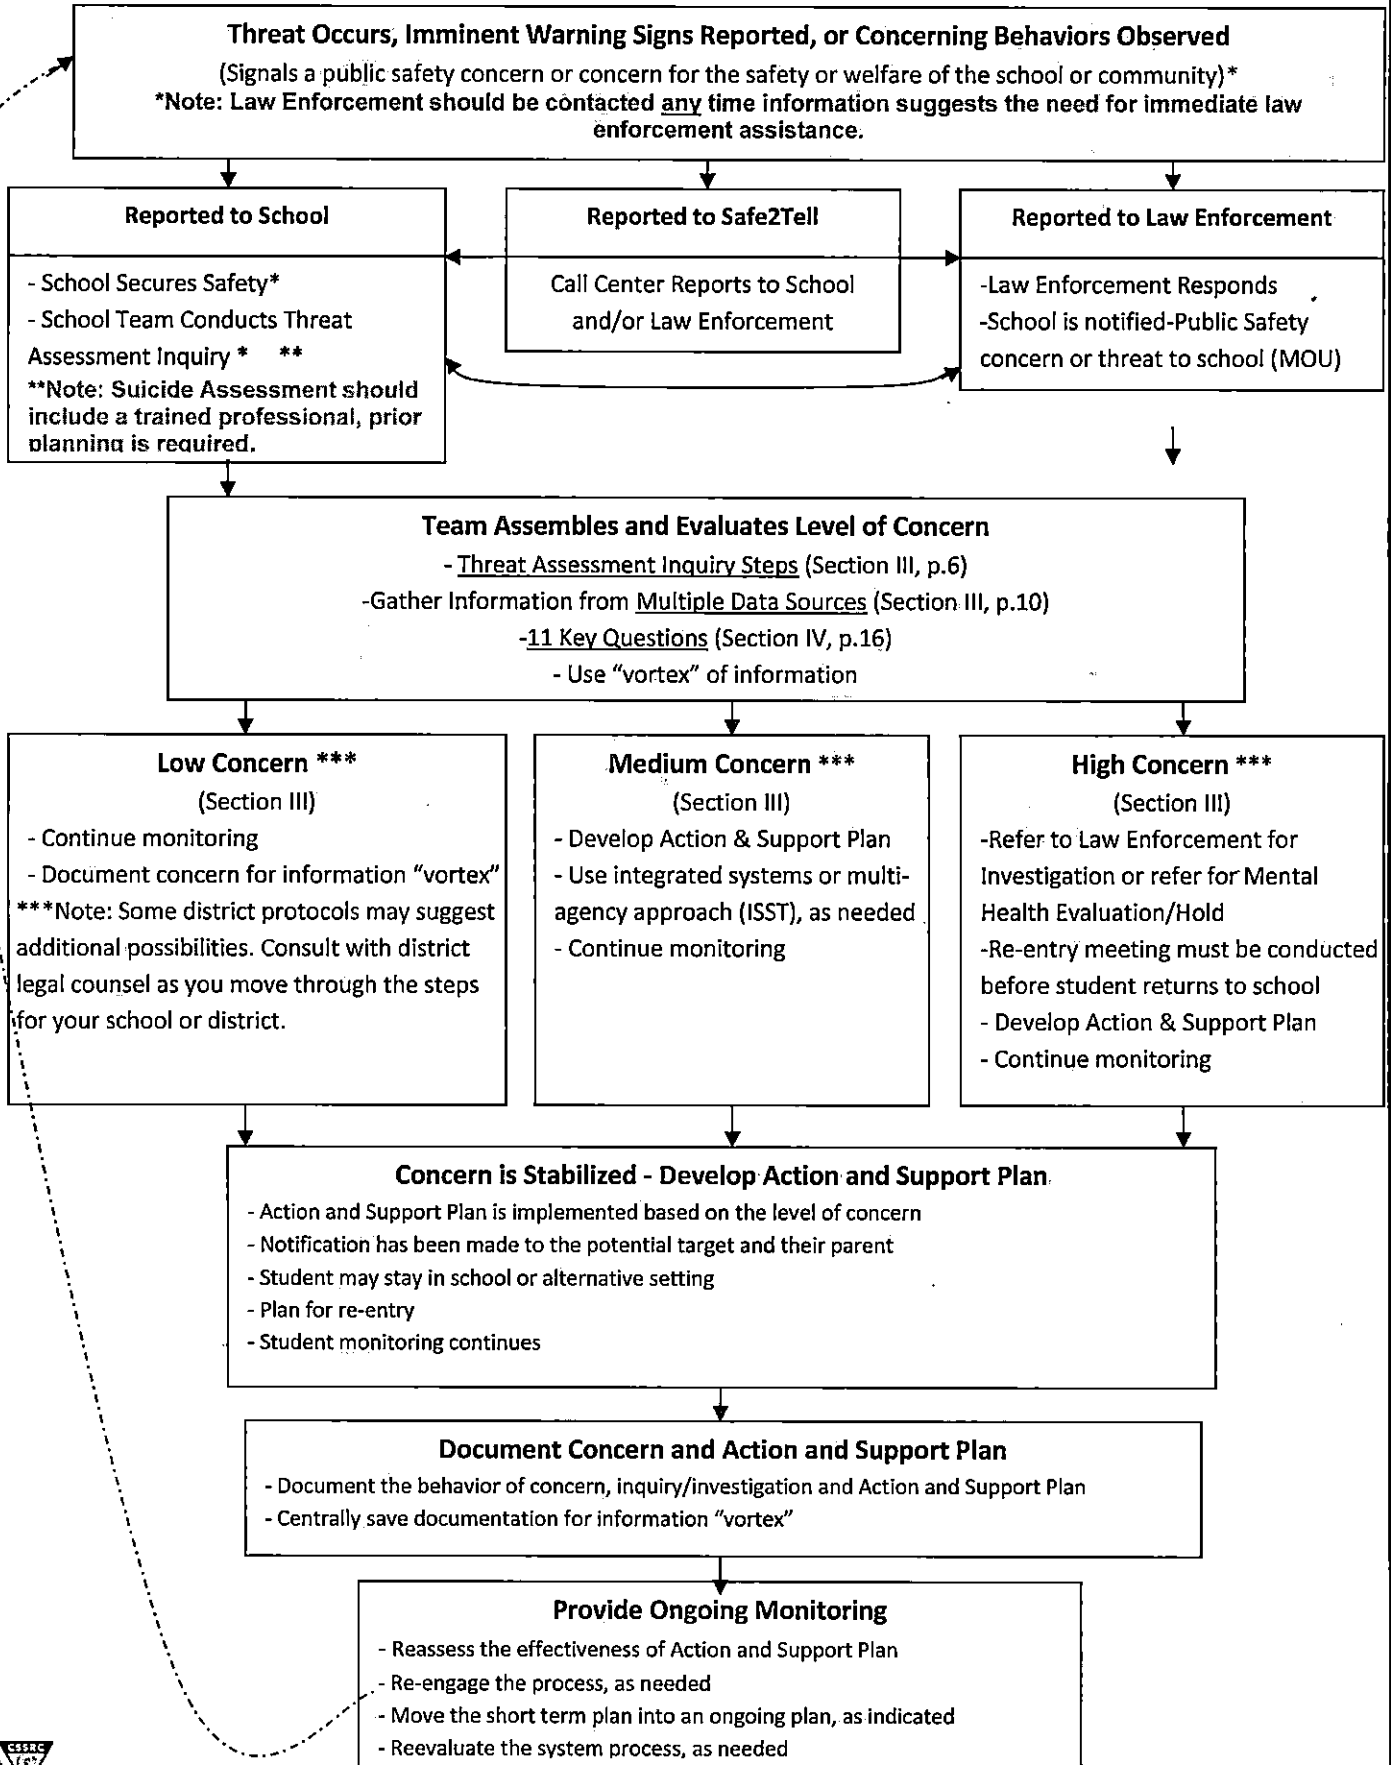 Threat Occurs, Imminent Warning Signs Reported, or Concerning Behaviors Observed
(Signals a public safety concern or concern for the safety or welfare of the school or community)*
*Note: Law Enforcement should be contacted any time information suggests the need for immediate law
enforcement assistance.
Reported to School
- School Secures Safety*
- School Team Conducts Threat
Assessment Inquiry * **
**Note: Suicide Assessment should
include a trained professional, prior
planning is required.
Reported to Safe2Tell
Call Center Reports to School
and/or Law Enforcement
Reported to Law Enforcement
-Law Enforcement Responds
-School is notified-Public Safety
concern or threat to school (MOU)
Team Assembles and Evaluates Level of Concern
- Threat Assessment Inquiry Steps (Section III, p.6)
-Gather Information from Multiple Data Sources (Section III, p.10)
-11 Key Questions (Section IV, p.16)
- Use “vortex” of information
Low Concern ***
(Section III)
- Continue monitoring
- Document concern for information “vortex”
***Note: Some district protocols may suggest
additional possibilities. Consult with district
legal counsel as you move through the steps
for your school or district.
Medium Concern ***
(Section III)
- Develop Action & Support Plan
- Use integrated systems or multi-
agency approach (ISST), as needed
- Continue monitoring
High Concern ***
(Section III)
-Refer to Law Enforcement for
Investigation or refer for Mental
Health Evaluation/Hold
-Re-entry meeting must be conducted
before student returns to school
- Develop Action & Support Plan
- Continue monitoring
Concern is Stabilized - Develop Action and Support Plan
- Action and Support Plan is implemented based on the level of concern
- Notification has been made to the potential target and their parent
- Student may stay in school or alternative setting
- Plan for re-entry
- Student monitoring continues
Document Concern and Action and Support Plan
- Document the behavior of concern, inquiry/investigation and Action and Support Plan
- Centrally save documentation for information “vortex”
Provide Ongoing Monitoring
- Reassess the effectiveness of Action and Support Plan
- Re-engage the process, as needed
- Move the short term plan into an ongoing plan, as indicated
- Reevaluate the system process, as needed
CSSRC